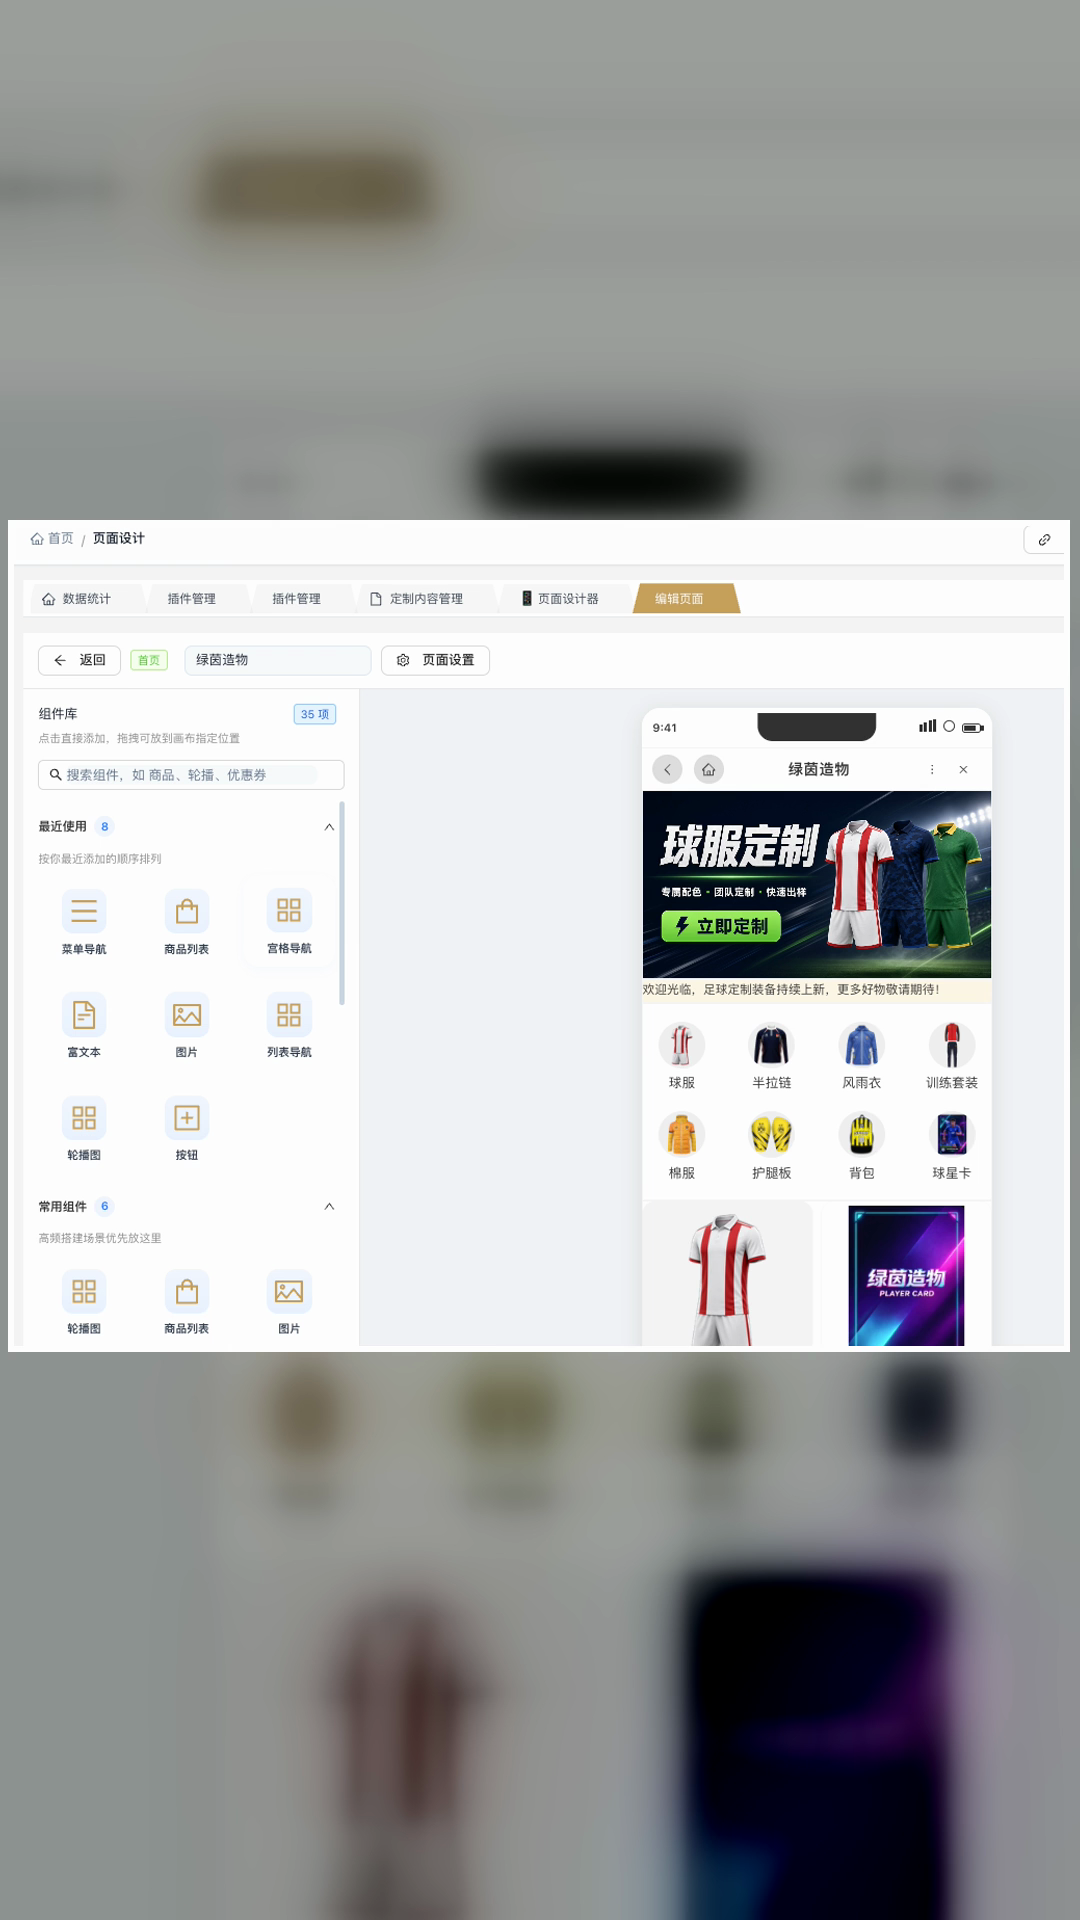 首页 / 页面设计
数据统计
插件管理
插件管理
定制内容管理
页面设计器
编辑页面
返回
首页
绿茵造物
页面设置
组件库
35 项
点击直接添加，拖拽可放到画布指定位置
搜索组件，如 商品、轮播、优惠券
最近使用 8
按你最近添加的顺序排列
菜单导航
商品列表
宫格导航
富文本
图片
列表导航
轮播图
按钮
常用组件 6
高频搭建场景优先放这里
轮播图
商品列表
图片
9:41
绿茵造物
球服定制
专属配色·团队定制·快速出样
立即定制
欢迎光临，足球定制装备持续上新，更多好物敬请期待！
球服
半拉链
风雨衣
训练套装
棉服
护腿板
背包
球星卡
绿茵造物
PLAYER CARD